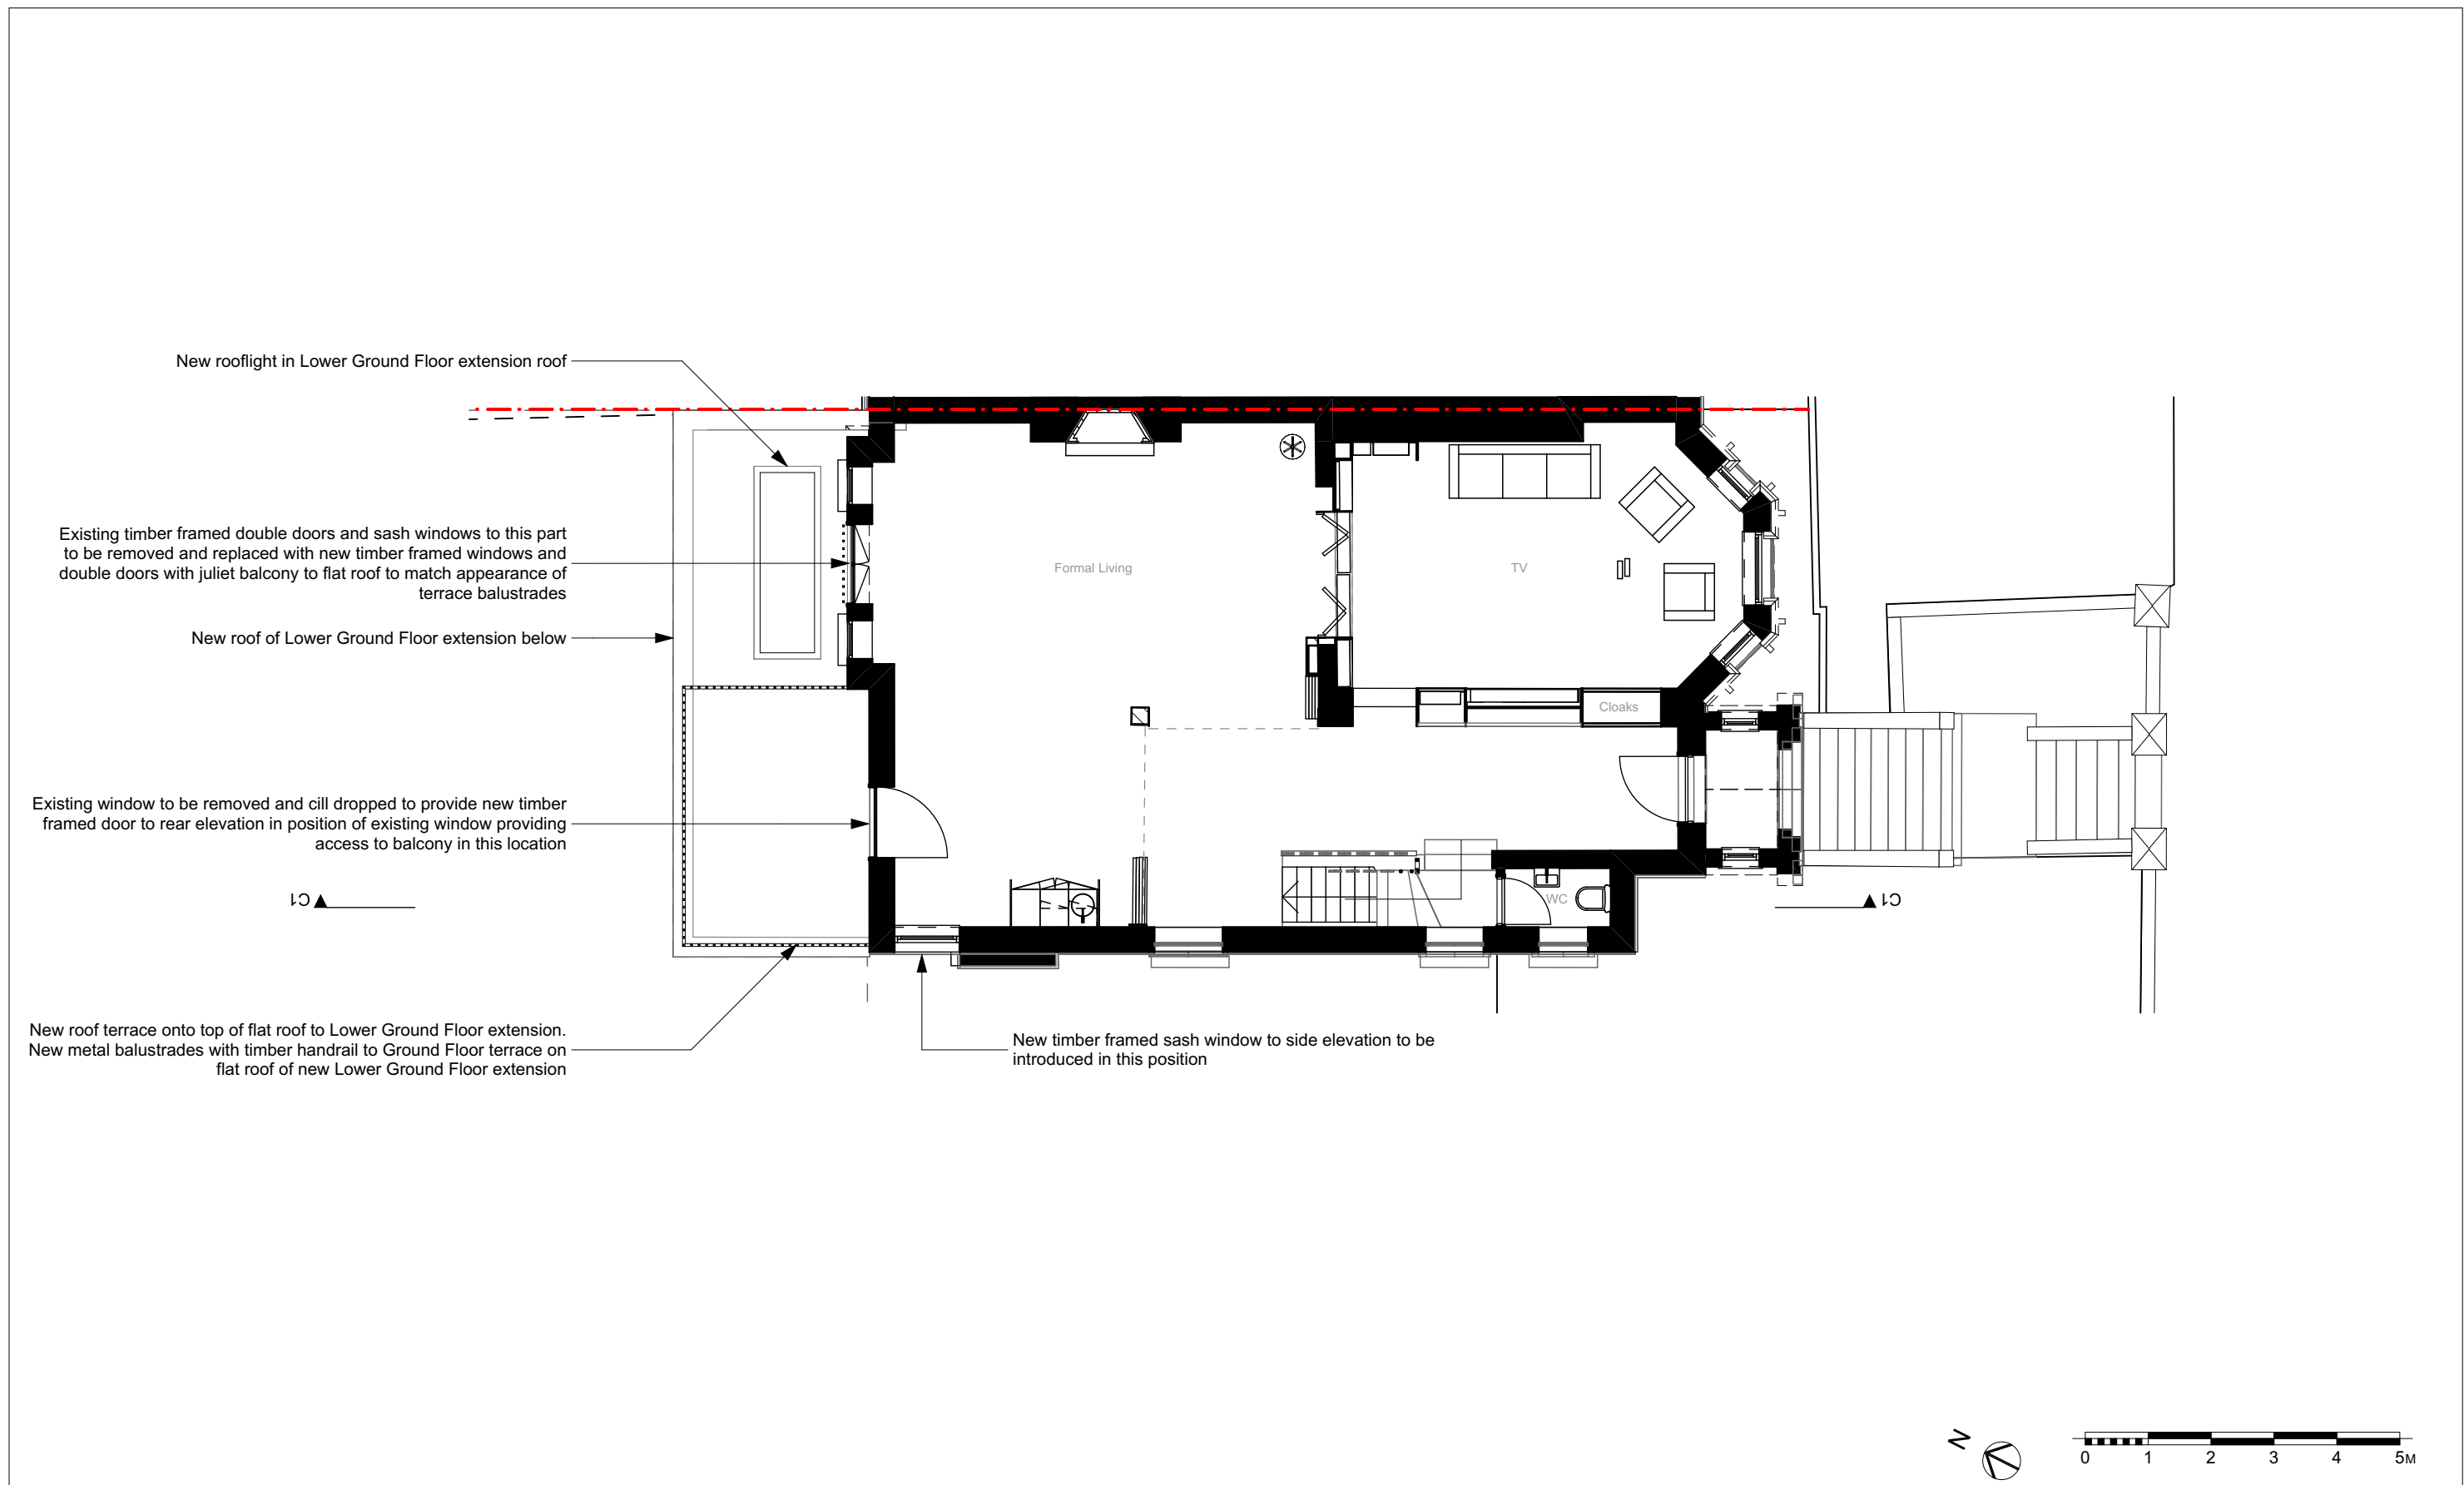 New rooflight in Lower Ground Floor extension roof
Existing timber framed double doors and sash windows to this part
to be removed and replaced with new timber framed windows and
double doors with juliet balcony to flat roof to match appearance of
terrace balustrades
New roof of Lower Ground Floor extension below
Existing window to be removed and cill dropped to provide new timber
framed door to rear elevation in position of existing window providing
access to balcony in this location
C1
New roof terrace onto top of flat roof to Lower Ground Floor extension.
New metal balustrades with timber handrail to Ground Floor terrace on
flat roof of new Lower Ground Floor extension
New timber framed sash window to side elevation to be
introduced in this position
Formal Living
TV
Cloaks
WC
C1
N
0 1 2 3 4 5M